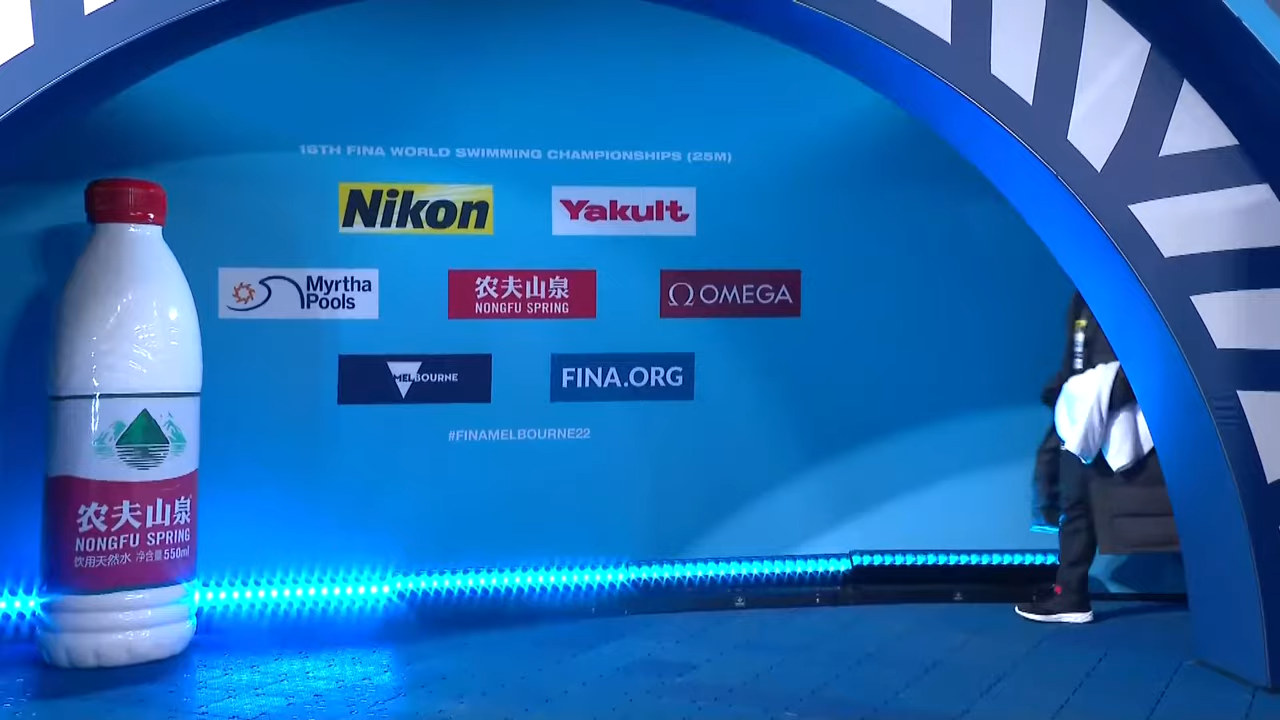 16TH FINA WORLD SWIMMING CHAMPIONSHIPS (25M)
Nikon
Yakult
Myrtha
Pools
农夫山泉
NONGFU SPRING
OMEGA
MELBOURNE
FINA.ORG
#FINAMELBOURNE22
农夫山泉
NONGFU SPRING
饮用天然水 净含量550ml